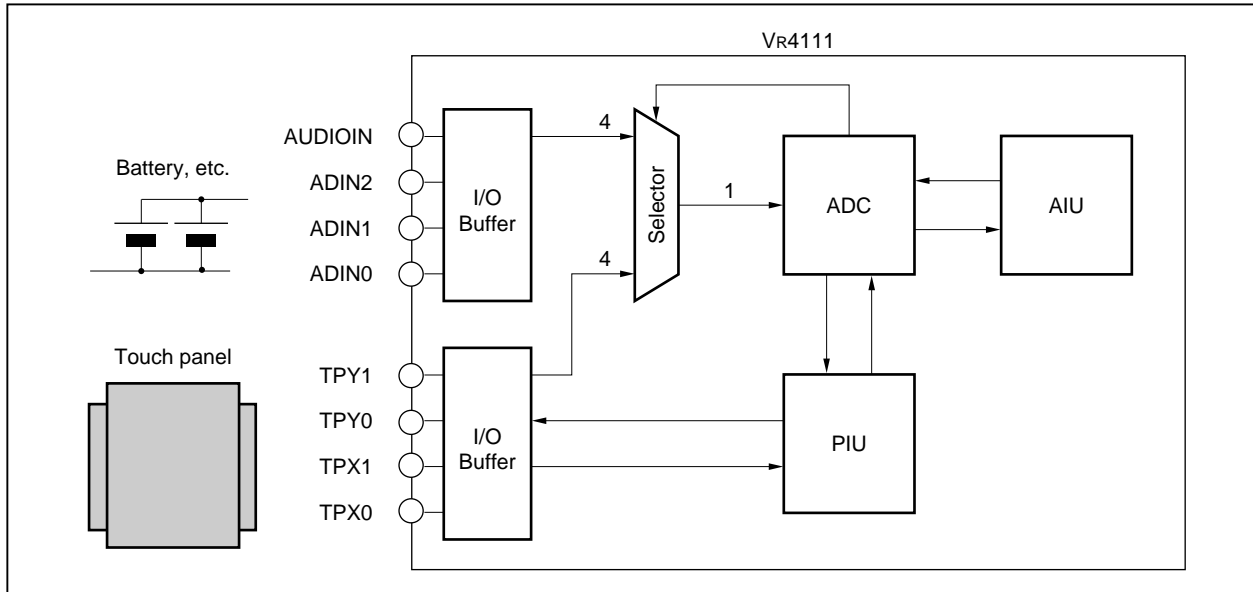 VR4111
AUDIOIN
4
Battery, etc.
ADIN2
I/O
Buffer
Selector
1
ADC
AIU
ADIN1
ADIN0
4
Touch panel
TPY1
TPY0
I/O
Buffer
PIU
TPX1
TPX0